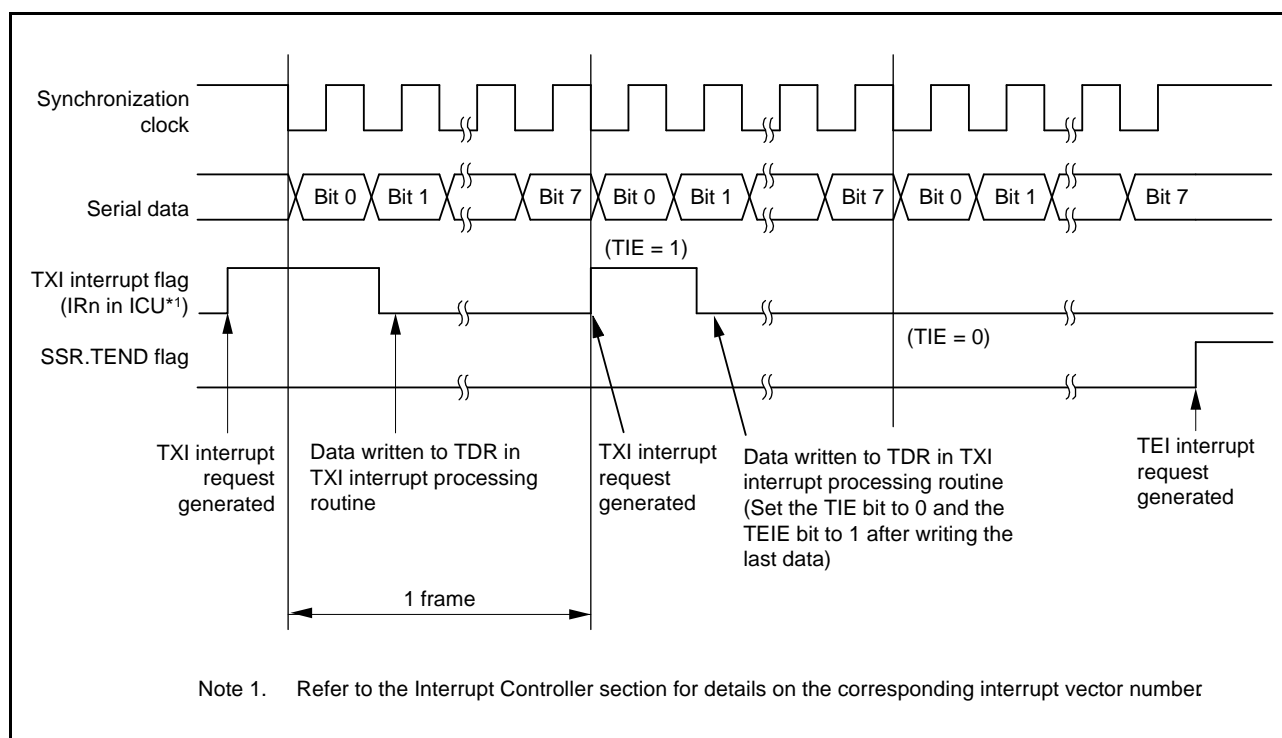 Synchronization
clock
Serial data
Bit 0 Bit 1 Bit 7 Bit 0 Bit 1 Bit 7 Bit 0 Bit 1 Bit 7
(TIE = 1)
TXI interrupt flag
(IRn in ICU*1)
(TIE = 0)
SSR.TEND flag
TXI interrupt
request
generated
Data written to TDR in
TXI interrupt processing
routine
TXI interrupt
request
generated
Data written to TDR in TXI
interrupt processing routine
(Set the TIE bit to 0 and the
TEIE bit to 1 after writing the
last data)
TEI interrupt
request
generated
1 frame
Note 1. Refer to the Interrupt Controller section for details on the corresponding interrupt vector number.